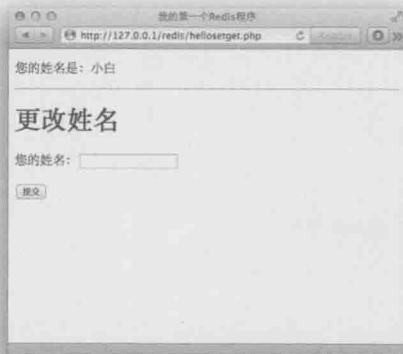 我的第一个Redis程序
http://127.0.0.1/redis/hellosetget.php
Reader
您的姓名是：小白
更改姓名
您的姓名：
提交